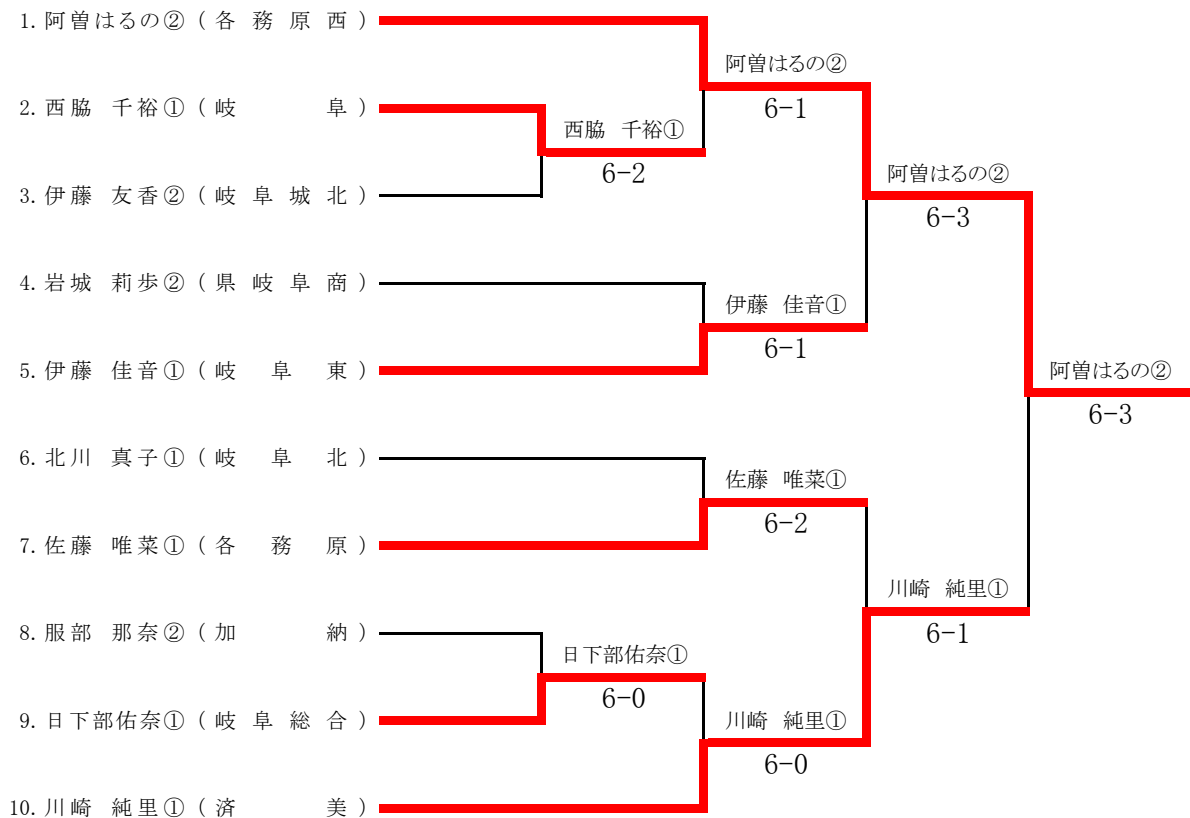 1. 阿曽はるの② ( 各 務 原 西 )
阿曽はるの②
6-1
2. 西脇 千裕① ( 岐 阜 )
西脇 千裕①
6-2
阿曽はるの②
6-3
3. 伊藤 友香② ( 岐 阜 城 北 )
4. 岩城 莉歩② ( 県 岐 阜 商 )
伊藤 佳音①
6-1
5. 伊藤 佳音① ( 岐 阜 東 )
阿曽はるの②
6-3
6. 北川 真子① ( 岐 阜 北 )
佐藤 唯菜①
6-2
7. 佐藤 唯菜① ( 各 務 原 )
川崎 純里①
6-1
8. 服部 那奈② ( 加 納 )
日下部佑奈①
6-0
9. 日下部佑奈① ( 岐 阜 総 合 )
川崎 純里①
6-0
10. 川崎 純里① ( 済 美 )